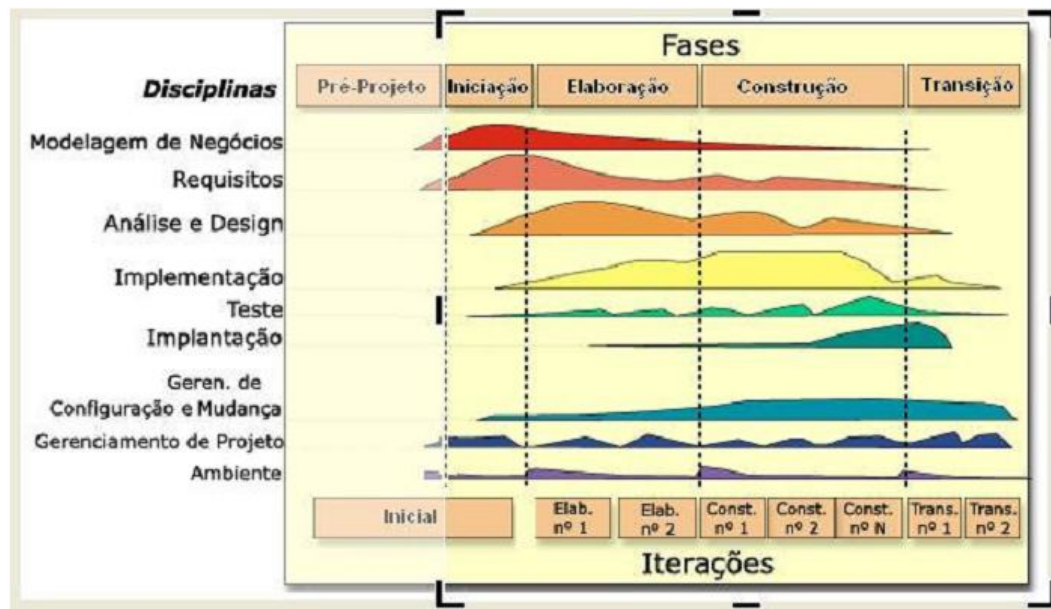 Fases
Disciplinas
Pré-Projeto Iniciação Elaboração Construção Transição
Modelagem de Negócios
Requisitos
Análise e Design
Implementação
Teste
Implantação
Geren. de
Configuração e Mudança
Gerenciamento de Projeto
Ambiente
Inicial
Elab. nº 1
Elab. nº 2
Const. nº 1
Const. nº 2
Const. nº N
Trans. nº 1
Trans. nº 2
Iterações